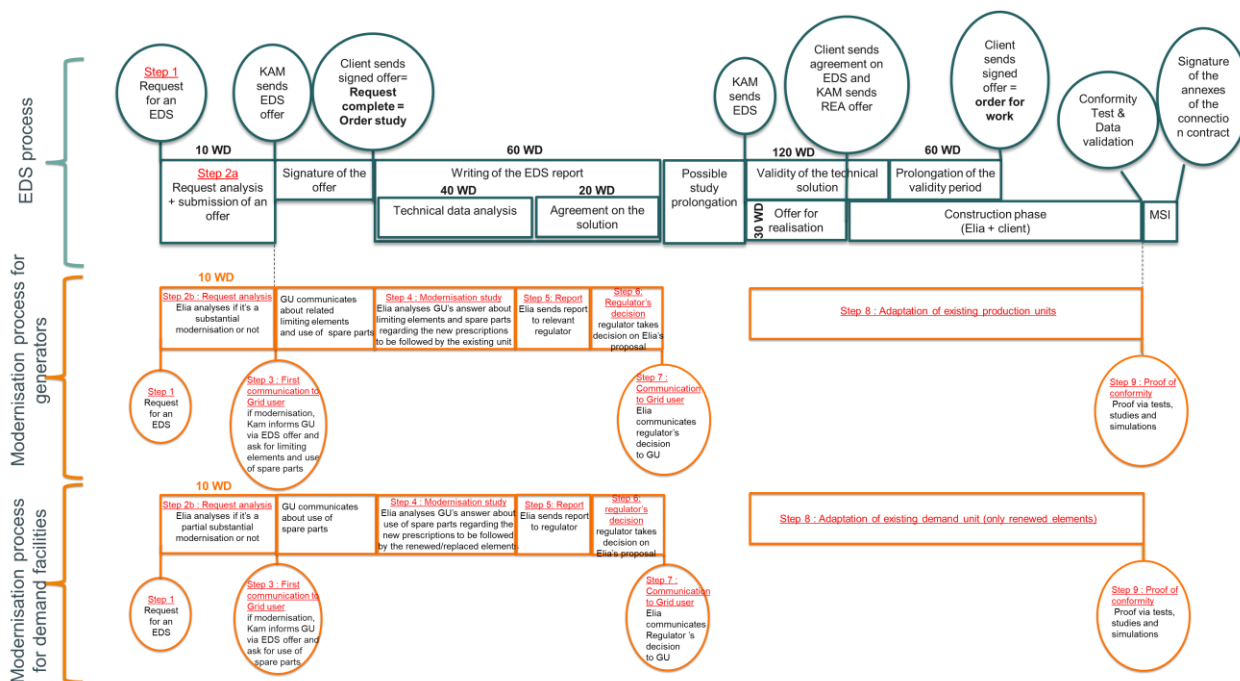 EDS process
Step 1
Request
for an
EDS
KAM
sends
EDS
offer
Client sends
signed offer=
Request
complete =
Order study
KAM
sends
EDS
Client sends
agreement on
EDS and
KAM sends
REA offer
Client
sends
signed
offer =
order for
work
Conformity
Test &
Data
validation
Signature
of the
annexes
of the
connectio
n contract
10 WD
60 WD
120 WD
60 WD
Step 2a
Request analysis
+ submission of an
offer
Signature of the
offer
Writing of the EDS report
40 WD
20 WD
Technical data analysis
Agreement on the
solution
Possible
study
prolongation
Validity of the technical
solution
Prolongation of the
validity period
30 WD
Offer for
realisation
Construction phase
(Elia + client)
MSI
Modernisation process for
generators
10 WD
Step 2b : Request analysis
Elia analyses if it's a
substantial
modernisation or not
GU communicates
about related
limiting elements
and use of spare parts
Step 4 : Modernisation study
Elia analyses GU's answer about
limiting elements and spare parts
regarding the new prescriptions
to be followed by the existing unit
Step 5: Report
Elia sends report
to relevant
regulator
Step 6:
Regulator's
decision
regulator takes
decision on Elia's
proposal
Step 8 : Adaptation of existing production units
Step 1
Request
for an
EDS
Step 3 : First
communication to
Grid user
if modernisation,
Kam informs GU
via EDS offer and
ask for limiting
elements and use
of spare parts
Step 7 :
Communication
to Grid user
Elia
communicates
regulator's
decision
to GU
Step 9 : Proof of
conformity
Proof via tests,
studies and
simulations
Modernisation process
for demand facilities
10 WD
Step 2b : Request analysis
Elia analyses if it's a
partial substantial
modernisation or not
GU communicates
about use of
spare parts
Step 4 : Modernisation study
Elia analyses GU's answer about
use of spare parts regarding the
new prescriptions to be followed
by the renewed/replaced elements
Step 5: Report
Elia sends report
to regulator
Step 6:
regulator's
decision
regulator takes
decision on
Elia's proposal
Step 8 : Adaptation of existing demand unit (only renewed elements)
Step 1
Request
for an
EDS
Step 3 : First
communication to
Grid user
if modernisation,
Kam informs GU
via EDS offer and
ask for use of
spare parts
Step 7 :
Communication
to Grid user
Elia
communicates
Regulator 's
decision
to GU
Step 9 : Proof of
conformity
Proof via tests,
studies and
simulations